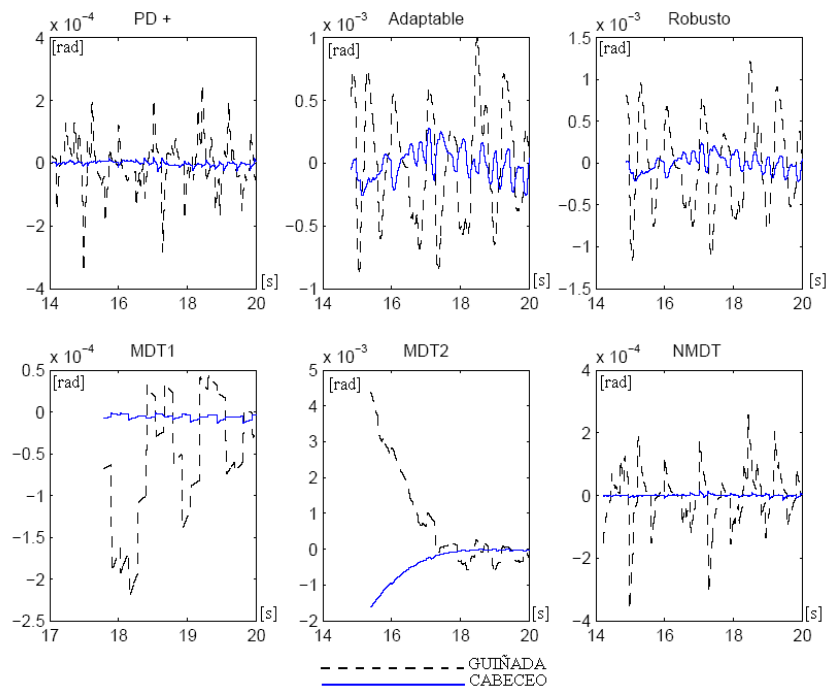 PD +
x 10⁻⁴
[rad]
4
2
0
−2
−4
14
16
18
20
[s]
Adaptable
x 10⁻³
[rad]
1
0.5
0
−0.5
−1
14
16
18
20
[s]
Robusto
x 10⁻³
[rad]
1.5
1
0.5
0
−0.5
−1
−1.5
14
16
18
20
[s]
MDT1
x 10⁻⁴
[rad]
0.5
0
−0.5
−1
−1.5
−2
−2.5
17
18
19
20
[s]
MDT2
x 10⁻³
[rad]
5
4
3
2
1
0
−1
−2
14
16
18
20
[s]
NMDT
x 10⁻⁴
[rad]
4
2
0
−2
−4
14
16
18
20
[s]
GUIÑADA
CABECEO